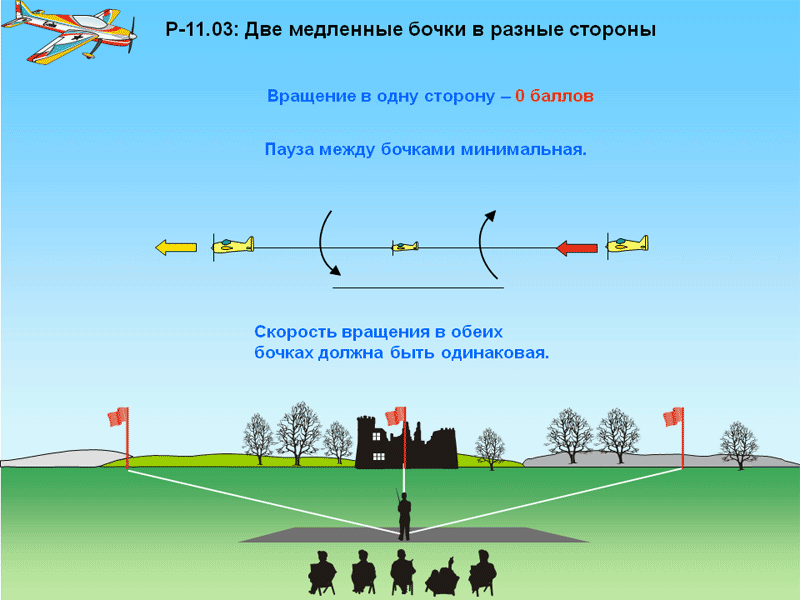 Р-11.03: Две медленные бочки в разные стороны
Вращение в одну сторону – 0 баллов
Пауза между бочками минимальная.
Скорость вращения в обеих
бочках должна быть одинаковая.